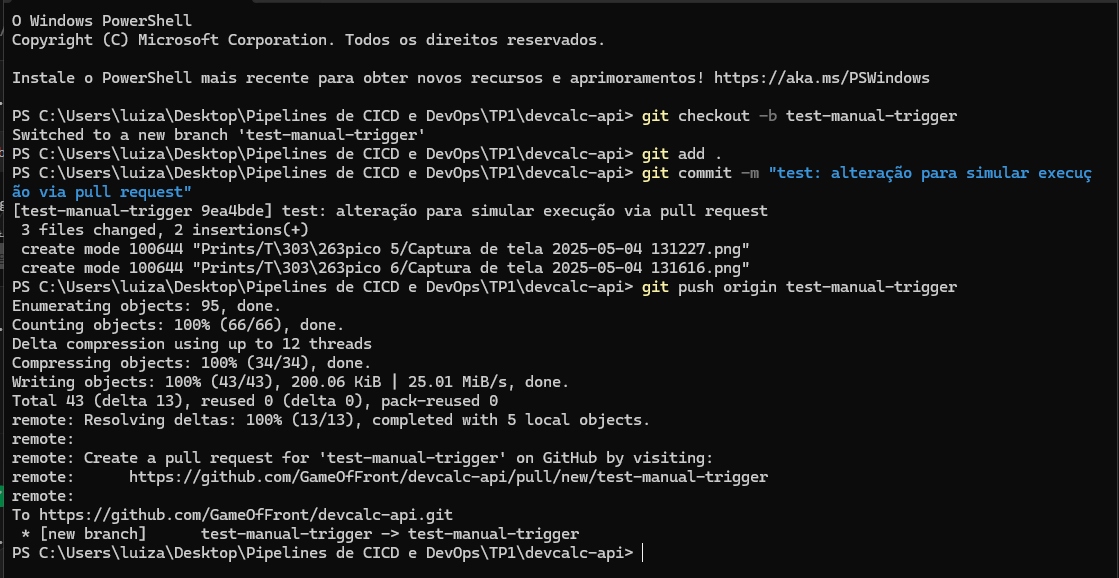 O Windows PowerShell
Copyright (C) Microsoft Corporation. Todos os direitos reservados.
Instale o PowerShell mais recente para obter novos recursos e aprimoramentos! https://aka.ms/PSWindows
PS C:\Users\luiza\Desktop\Pipelines de CICD e DevOps\TP1\devcalc-api> git checkout -b test-manual-trigger
Switched to a new branch 'test-manual-trigger'
PS C:\Users\luiza\Desktop\Pipelines de CICD e DevOps\TP1\devcalc-api> git add .
PS C:\Users\luiza\Desktop\Pipelines de CICD e DevOps\TP1\devcalc-api> git commit -m "test: alteração para simular execuç
ão via pull request"
[test-manual-trigger 9ea4bde] test: alteração para simular execução via pull request
 3 files changed, 2 insertions(+)
 create mode 100644 "Prints/T\303\263pico 5/Captura de tela 2025-05-04 131227.png"
 create mode 100644 "Prints/T\303\263pico 6/Captura de tela 2025-05-04 131616.png"
PS C:\Users\luiza\Desktop\Pipelines de CICD e DevOps\TP1\devcalc-api> git push origin test-manual-trigger
Enumerating objects: 95, done.
Counting objects: 100% (66/66), done.
Delta compression using up to 12 threads
Compressing objects: 100% (34/34), done.
Writing objects: 100% (43/43), 200.06 KiB | 25.01 MiB/s, done.
Total 43 (delta 13), reused 0 (delta 0), pack-reused 0
remote: Resolving deltas: 100% (13/13), completed with 5 local objects.
remote:
remote: Create a pull request for 'test-manual-trigger' on GitHub by visiting:
remote:      https://github.com/GameOfFront/devcalc-api/pull/new/test-manual-trigger
remote:
To https://github.com/GameOfFront/devcalc-api.git
 * [new branch]      test-manual-trigger -> test-manual-trigger
PS C:\Users\luiza\Desktop\Pipelines de CICD e DevOps\TP1\devcalc-api>